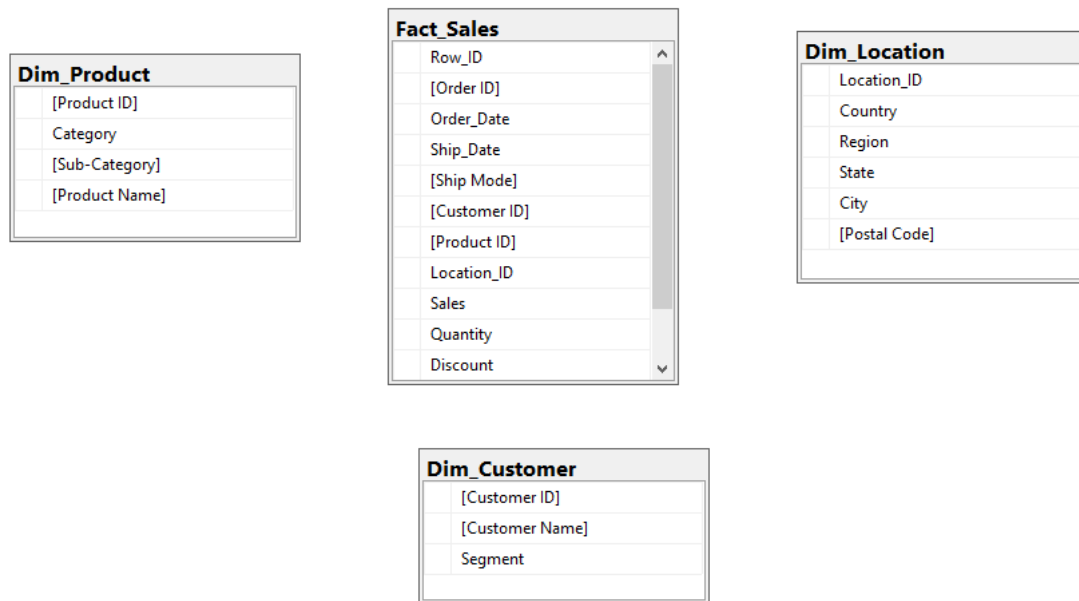 Dim_Product
[Product ID]
Category
[Sub-Category]
[Product Name]
Fact_Sales
Row_ID
[Order ID]
Order_Date
Ship_Date
[Ship Mode]
[Customer ID]
[Product ID]
Location_ID
Sales
Quantity
Discount
Dim_Location
Location_ID
Country
Region
State
City
[Postal Code]
Dim_Customer
[Customer ID]
[Customer Name]
Segment